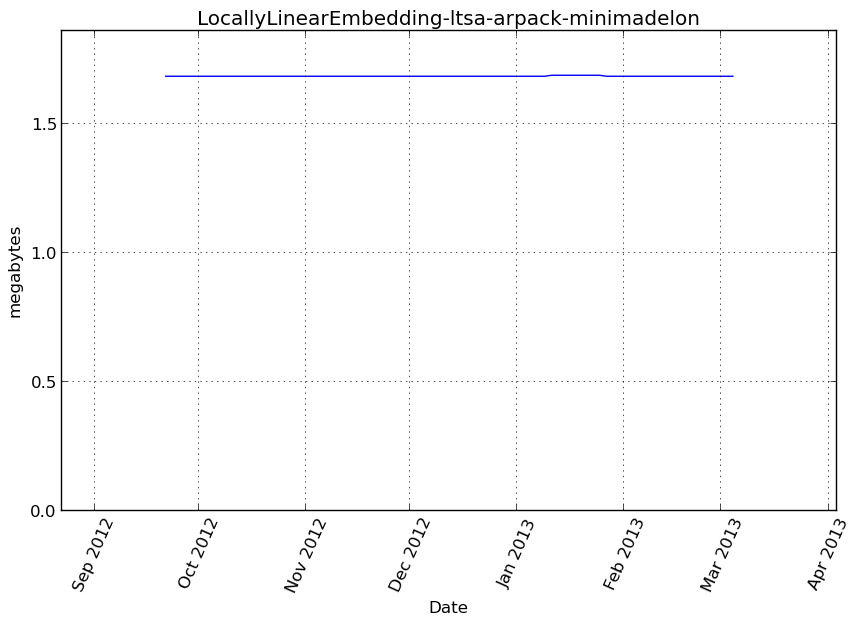 LocallyLinearEmbedding-ltsa-arpack-minimadelon
megabytes
1.5
1.0
0.5
0.0
Sep 2012
Oct 2012
Nov 2012
Dec 2012
Jan 2013
Feb 2013
Mar 2013
Apr 2013
Date